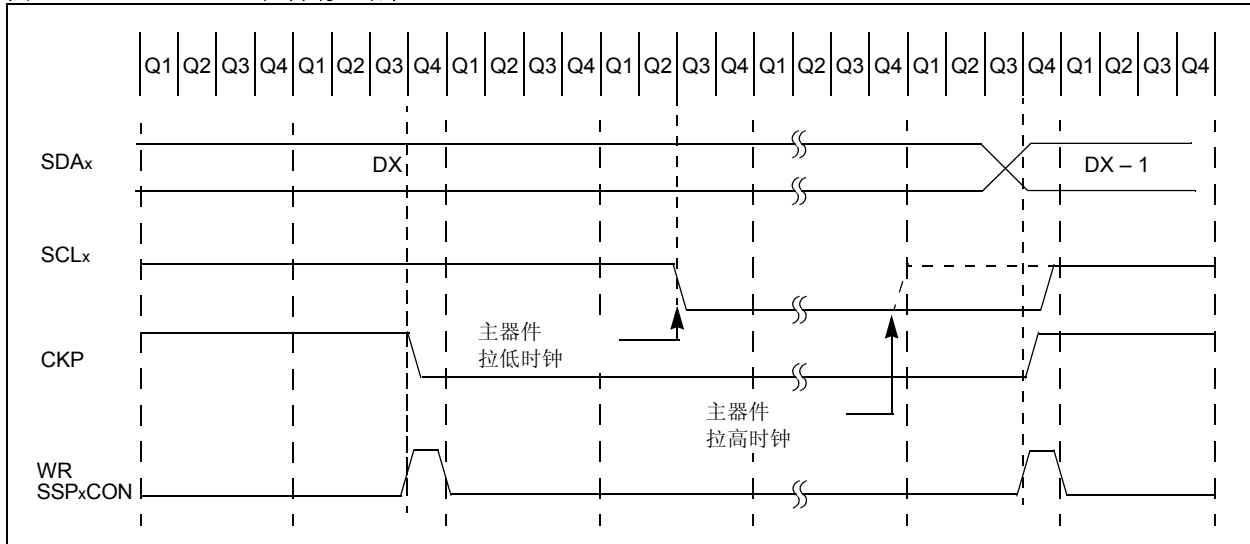 Q1 Q2 Q3 Q4 Q1 Q2 Q3 Q4 Q1 Q2 Q3 Q4 Q1 Q2 Q3 Q4 Q1 Q2 Q3 Q4 Q1 Q2 Q3 Q4 Q1 Q2 Q3 Q4
SDAx
DX
DX – 1
SCLx
主器件
拉低时钟
CKP
主器件
拉高时钟
WR
SSPxCON